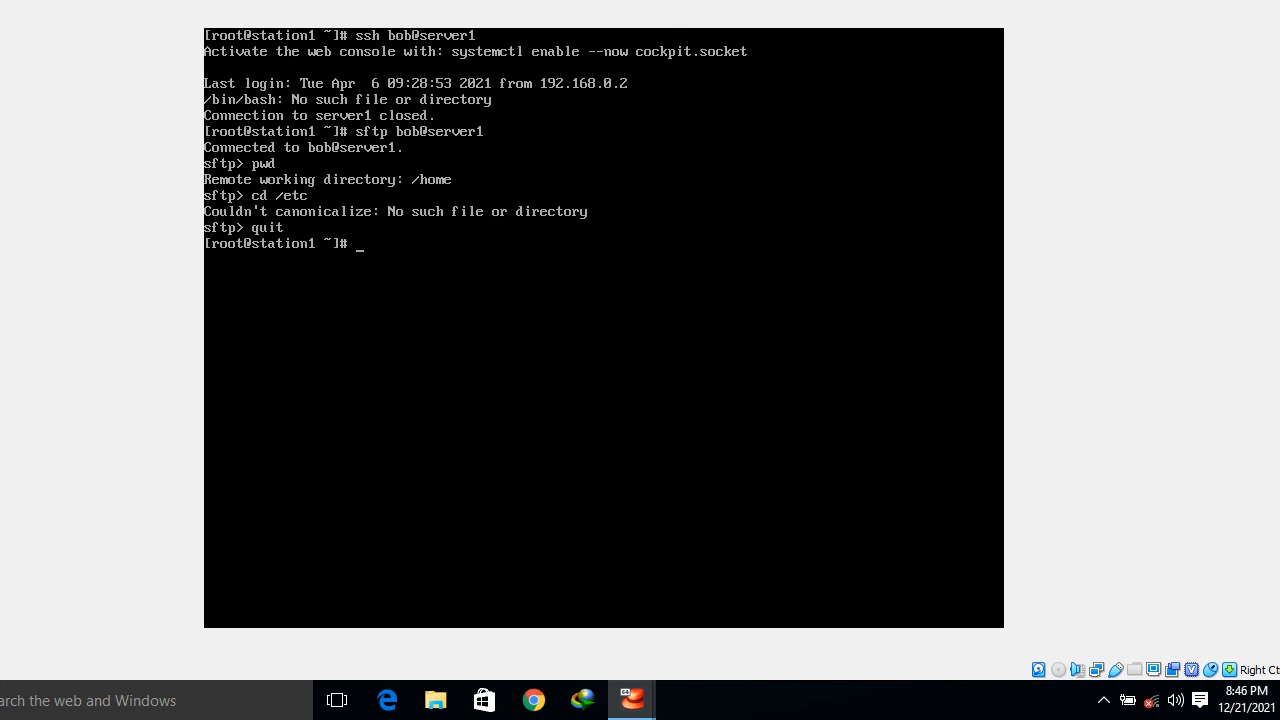 [root@station1 ~]# ssh bob@server1
Activate the web console with: systemctl enable --now cockpit.socket
Last login: Tue Apr  6 09:28:53 2021 from 192.168.0.2
/bin/bash: No such file or directory
Connection to server1 closed.
[root@station1 ~]# sftp bob@server1
Connected to bob@server1.
sftp> pwd
Remote working directory: /home
sftp> cd /etc
Couldn't canonicalize: No such file or directory
sftp> quit
[root@station1 ~]# _
Right Ct
arch the web and Windows
8:46 PM
12/21/2021